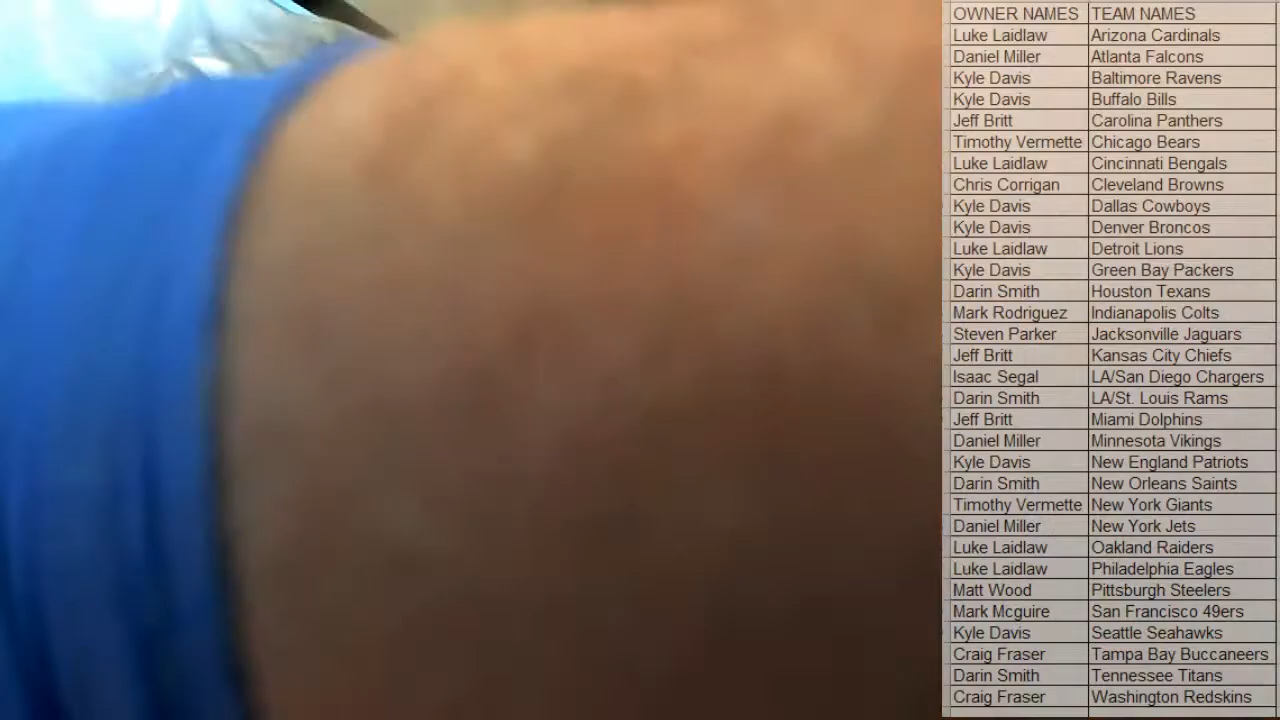 OWNER NAMES TEAM NAMES
Luke Laidlaw Arizona Cardinals
Daniel Miller Atlanta Falcons
Kyle Davis Baltimore Ravens
Kyle Davis Buffalo Bills
Jeff Britt Carolina Panthers
Timothy Vermette Chicago Bears
Luke Laidlaw Cincinnati Bengals
Chris Corrigan Cleveland Browns
Kyle Davis Dallas Cowboys
Kyle Davis Denver Broncos
Luke Laidlaw Detroit Lions
Kyle Davis Green Bay Packers
Darin Smith Houston Texans
Mark Rodriguez Indianapolis Colts
Steven Parker Jacksonville Jaguars
Jeff Britt Kansas City Chiefs
Isaac Segal LA/San Diego Chargers
Darin Smith LA/St. Louis Rams
Jeff Britt Miami Dolphins
Daniel Miller Minnesota Vikings
Kyle Davis New England Patriots
Darin Smith New Orleans Saints
Timothy Vermette New York Giants
Daniel Miller New York Jets
Luke Laidlaw Oakland Raiders
Luke Laidlaw Philadelphia Eagles
Matt Wood Pittsburgh Steelers
Mark Mcguire San Francisco 49ers
Kyle Davis Seattle Seahawks
Craig Fraser Tampa Bay Buccaneers
Darin Smith Tennessee Titans
Craig Fraser Washington Redskins